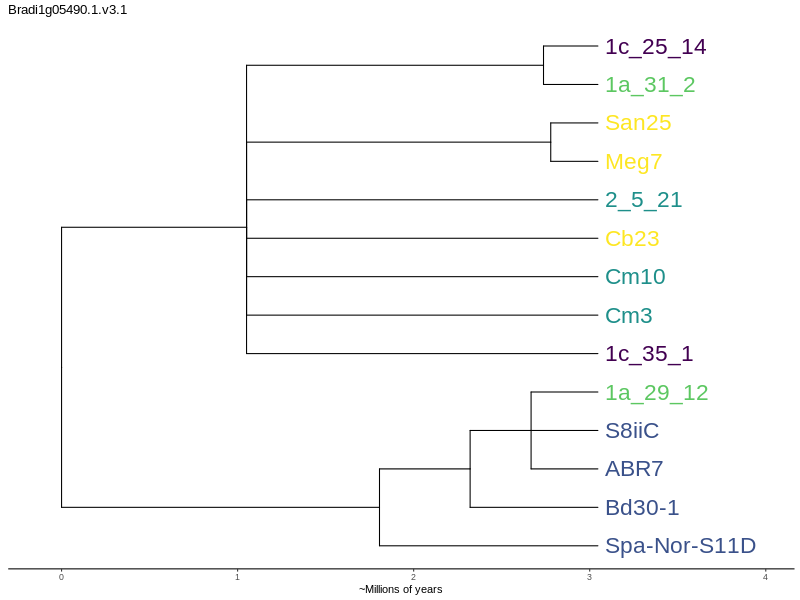 Bradi1g05490.1.v3.1
1c_25_14
1a_31_2
San25
Meg7
2_5_21
Cb23
Cm10
Cm3
1c_35_1
1a_29_12
S8iiC
ABR7
Bd30-1
Spa-Nor-S11D
0 1 2 3 4
~Millions of years